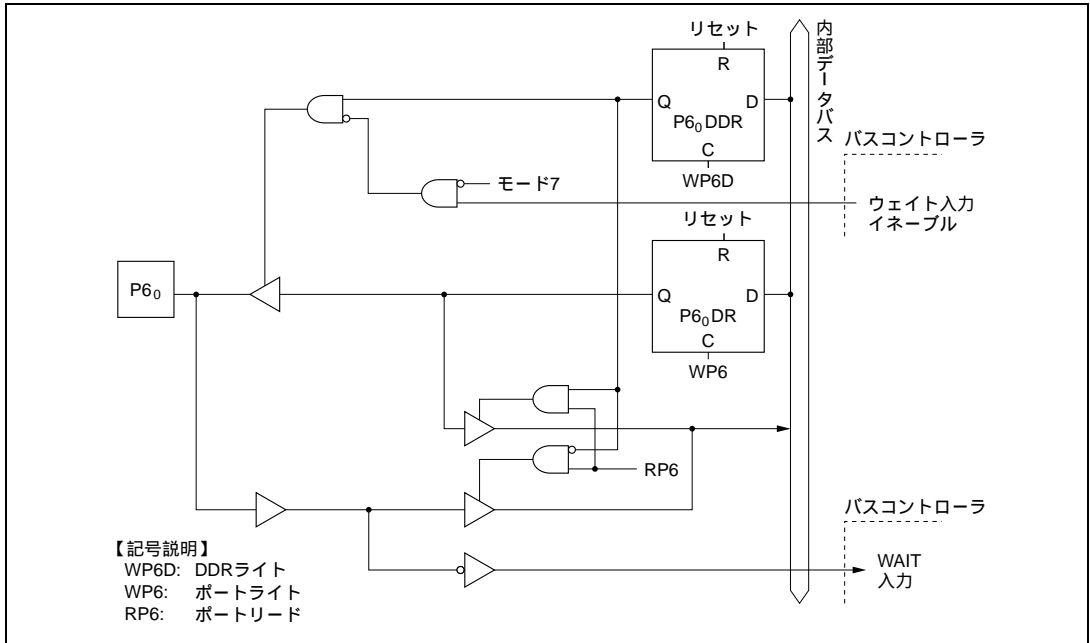 リセット
R
Q
D
P6₀DDR
C
WP6D
内部データバス
バスコントローラ
モード7
ウェイト入力
イネーブル
リセット
R
P6₀
Q
D
P6₀DR
C
WP6
RP6
バスコントローラ
WAIT
入力
【記号説明】
WP6D: DDRライト
WP6: ポートライト
RP6: ポートリード